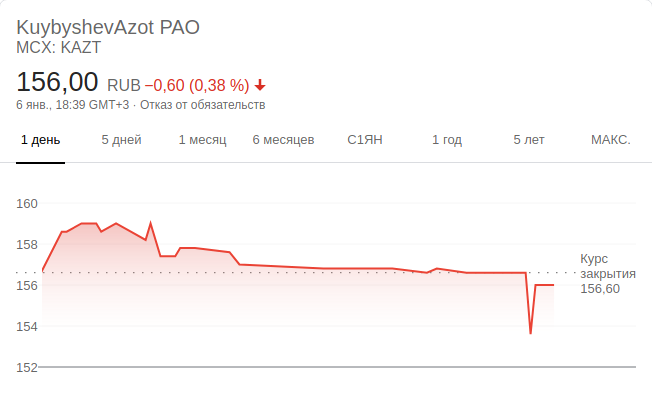 KuybyshevAzot PAO
MCX: KAZT
156,00 RUB −0,60 (0,38 %)
6 янв., 18:39 GMT+3 · Отказ от обязательств
1 день 5 дней 1 месяц 6 месяцев С1ЯН 1 год 5 лет МАКС.
160
158
156
154
152
Курс
закрытия
156,60